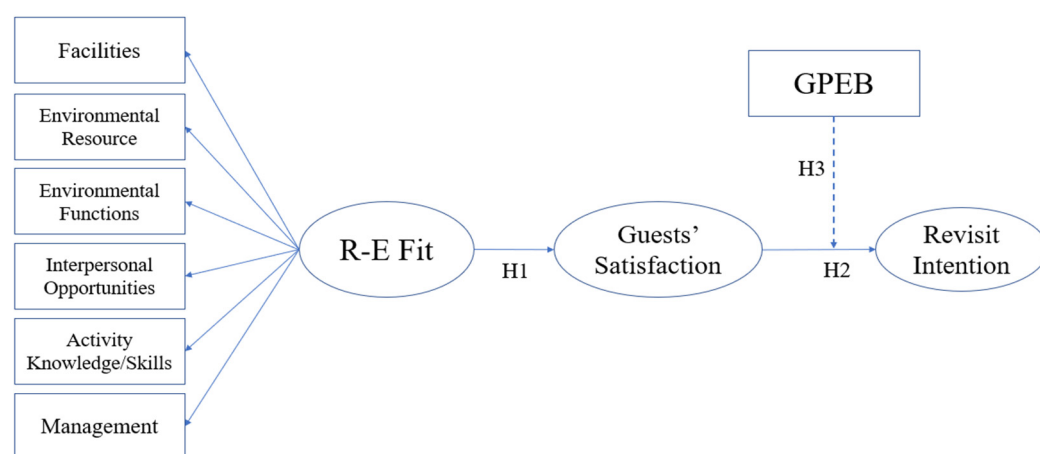 Facilities
Environmental
Resource
Environmental
Functions
Interpersonal
Opportunities
Activity
Knowledge/Skills
Management
R-E Fit
H1
Guests’
Satisfaction
H2
GPEB
H3
Revisit
Intention